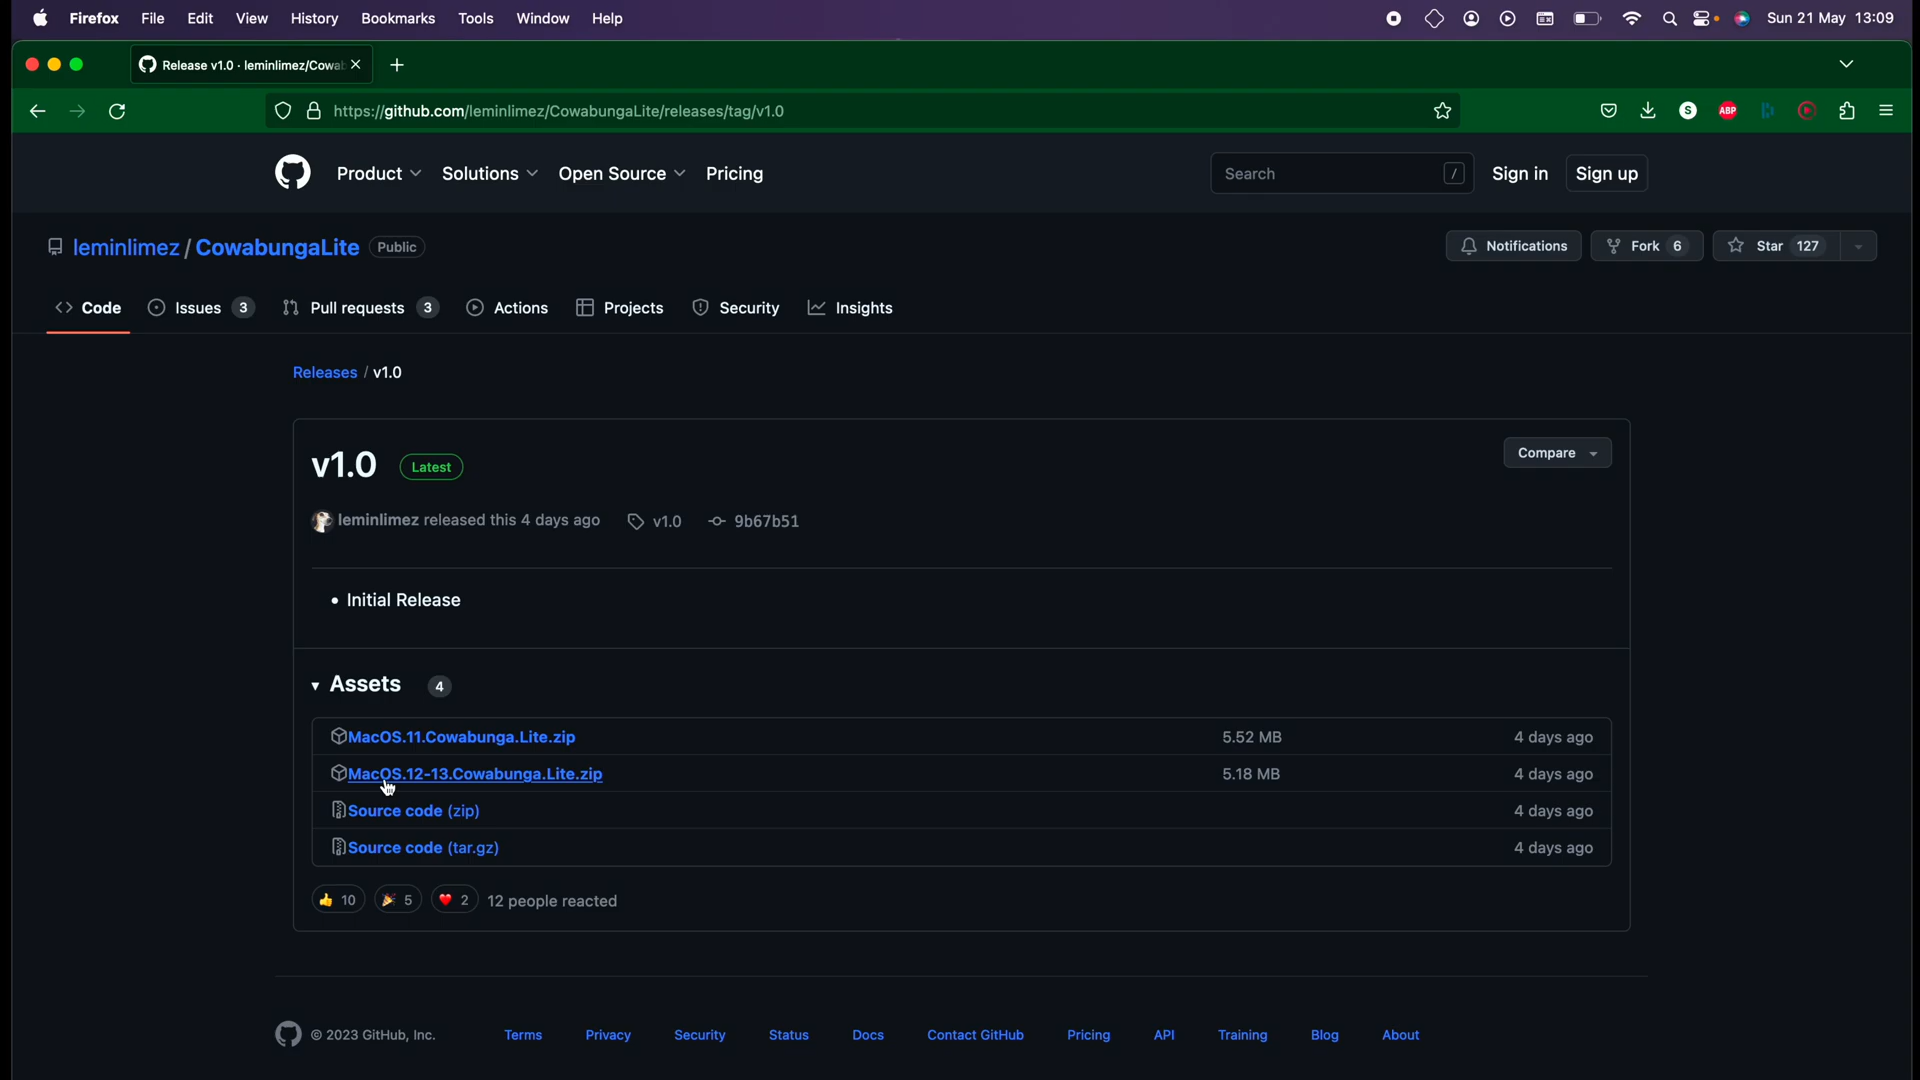 Firefox File Edit View History Bookmarks Tools Window Help Sun 21 May 13:09
Release v1.0 · leminlimez/Cowab
https://github.com/leminlimez/CowabungaLite/releases/tag/v1.0 S ABP
Product Solutions Open Source Pricing Search / Sign in Sign up
leminlimez / CowabungaLite Public Notifications Fork 6 Star 127
Code Issues 3 Pull requests 3 Actions Projects Security Insights
Releases / v1.0
v1.0 Latest Compare
leminlimez released this 4 days ago v1.0 9b67b51
• Initial Release
Assets 4
MacOS.11.Cowabunga.Lite.zip 5.52 MB 4 days ago
MacOS.12-13.Cowabunga.Lite.zip 5.18 MB 4 days ago
Source code (zip) 4 days ago
Source code (tar.gz) 4 days ago
👍 10 🎉 5 ❤️ 2 12 people reacted
© 2023 GitHub, Inc. Terms Privacy Security Status Docs Contact GitHub Pricing API Training Blog About